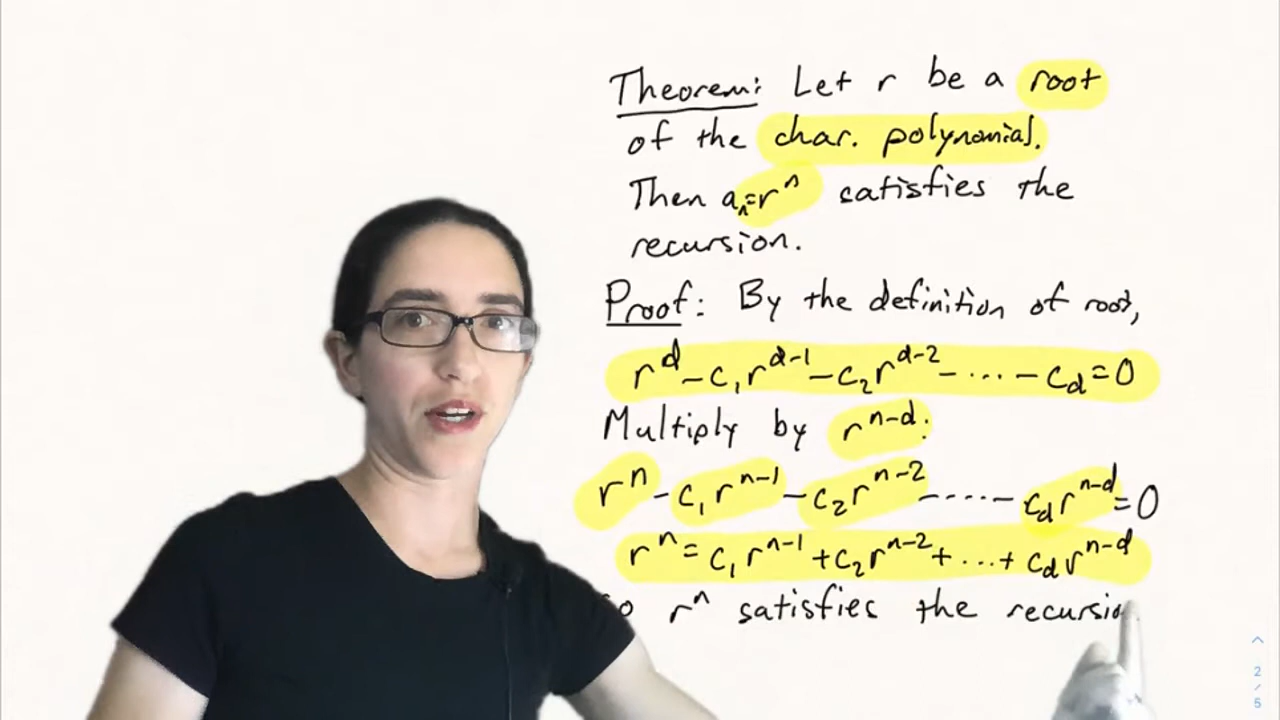 Theorem: Let r be a root
of the char. polynomial.
Then aₙ=rⁿ satisfies the
recursion.
Proof: By the definition of root,
r^d - c₁r^{d-1} - c₂r^{d-2} - ... - c_d = 0
Multiply by r^{n-d}:
rⁿ - c₁r^{n-1} - c₂r^{n-2} - ---- - c_d r^{n-d} = 0
rⁿ = c₁r^{n-1} + c₂r^{n-2} + ... + c_d r^{n-d}
rⁿ satisfies the
2
/
5